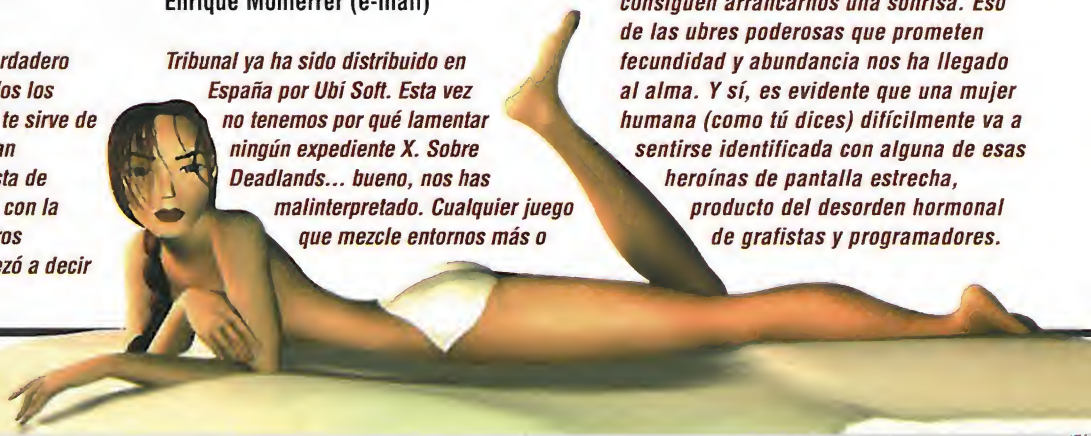 Enrique Monferrer (e-mail)
rdadero
los los
te sirve de
an
sta de
con la
ros
ezó a decir
Tribunal ya ha sido distribuido en
España por Ubi Soft. Esta vez
no tenemos por qué lamentar
ningún expediente X. Sobre
Deadlands... bueno, nos has
malinterpretado. Cualquier juego
que mezcle entornos más o
consiguen arrancarnos una sonrisa. Eso
de las ubres poderosas que prometen
fecundidad y abundancia nos ha llegado
al alma. Y sí, es evidente que una mujer
humana (como tú dices) difícilmente va a
sentirse identificada con alguna de esas
heroínas de pantalla estrecha,
producto del desorden hormonal
de grafistas y programadores.